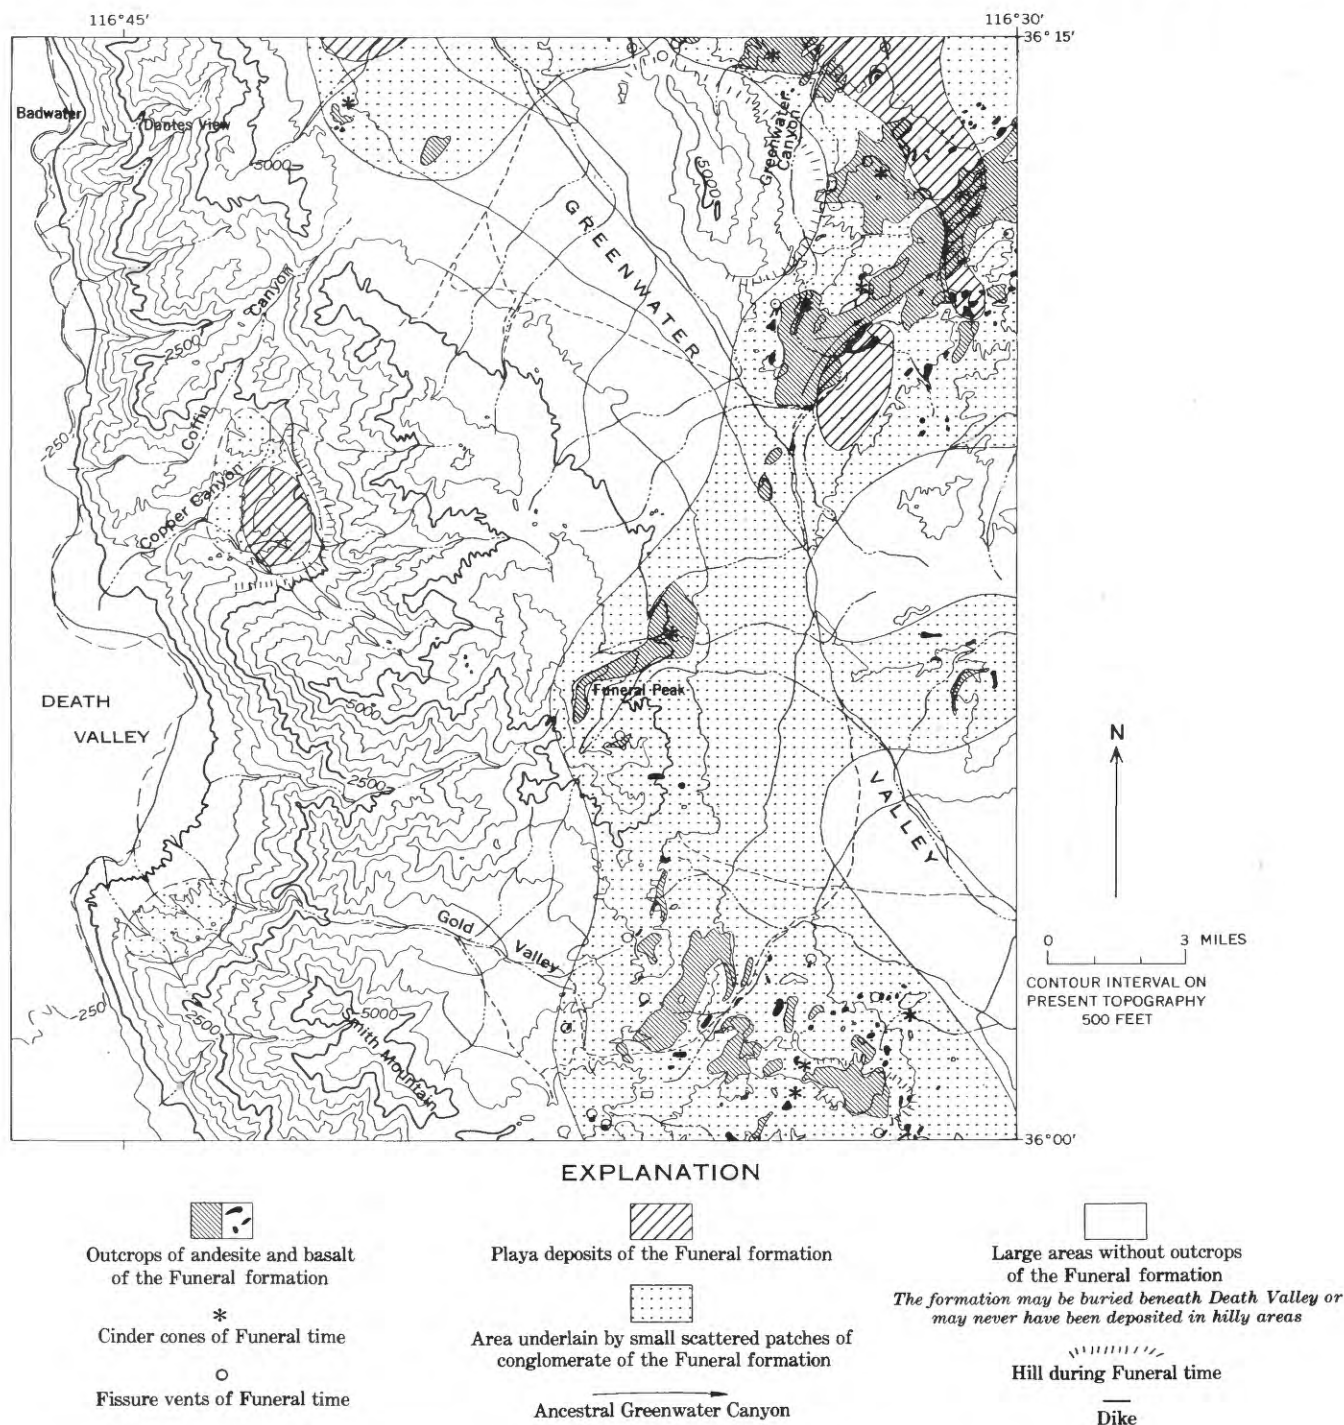 116°45'
116°30'
36°15'
Badwater
Dantes View
5000
Greenwater
Canyon
5000
GREENWATER
Canyon
2500
250
Coffin
Copper Canyon
Funeral Peak
DEATH
VALLEY
5000
2500
VALLEY
N
Gold
Valley
0 3 MILES
CONTOUR INTERVAL ON
PRESENT TOPOGRAPHY
500 FEET
250
2500
5000
Smith Mountain
36°00'
EXPLANATION
Outcrops of andesite and basalt
of the Funeral formation
Cinder cones of Funeral time
Fissure vents of Funeral time
Playa deposits of the Funeral formation
Area underlain by small scattered patches of
conglomerate of the Funeral formation
Ancestral Greenwater Canyon
Large areas without outcrops
of the Funeral formation
The formation may be buried beneath Death Valley or
may never have been deposited in hilly areas
Hill during Funeral time
Dike